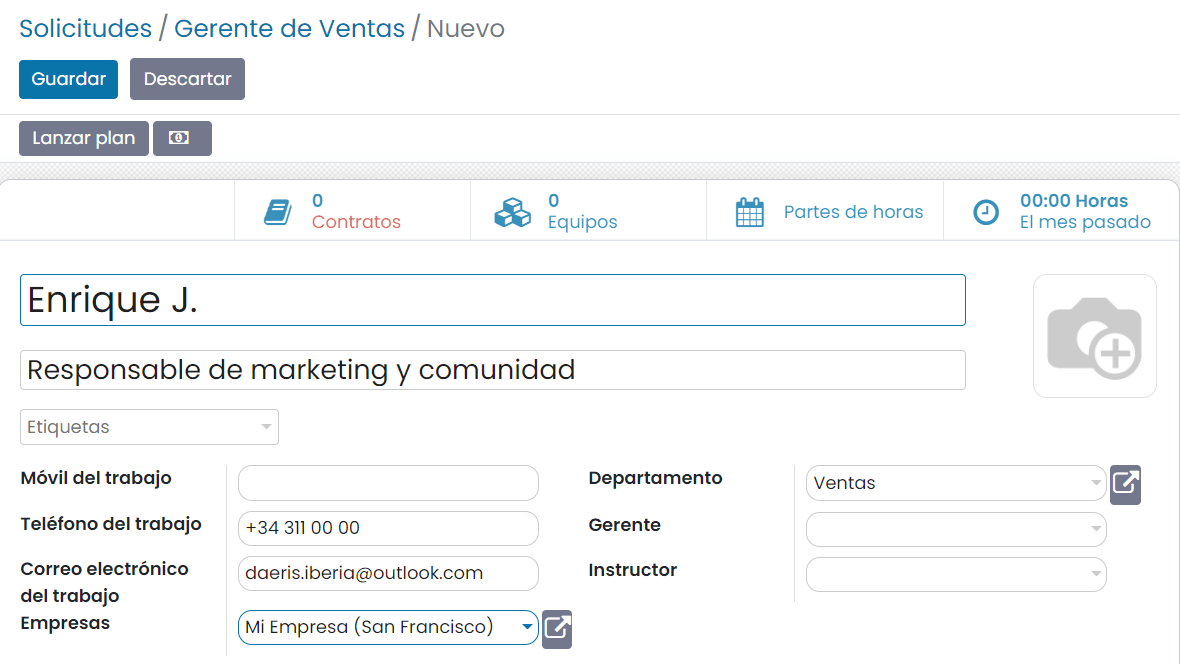 Solicitudes / Gerente de Ventas / Nuevo
Guardar Descartar
Lanzar plan
0
Contratos
0
Equipos
Partes de horas
00:00 Horas
El mes pasado
Enrique J.
Responsable de marketing y comunidad
Etiquetas
Móvil del trabajo
Teléfono del trabajo +34 311 00 00
Correo electrónico
del trabajo daeris.iberia@outlook.com
Empresas Mi Empresa (San Francisco)
Departamento Ventas
Gerente
Instructor